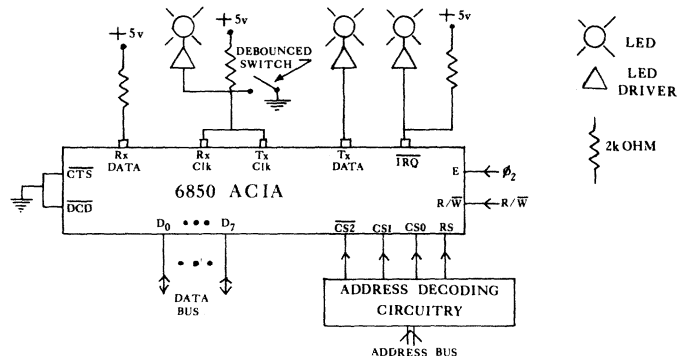 +5v
+5v
+5v
DEBOUNCED
SWITCH
LED
LED
DRIVER
2k OHM
Rx
DATA
Rx
Clk
Tx
Clk
Tx
DATA
IRQ
CTS
DCD
6850 ACIA
E
ϕ2
R/W
R/W
D0 ••• D7
CS2
CS1
CS0
RS
DATA
BUS
ADDRESS DECODING
CIRCUITRY
ADDRESS BUS